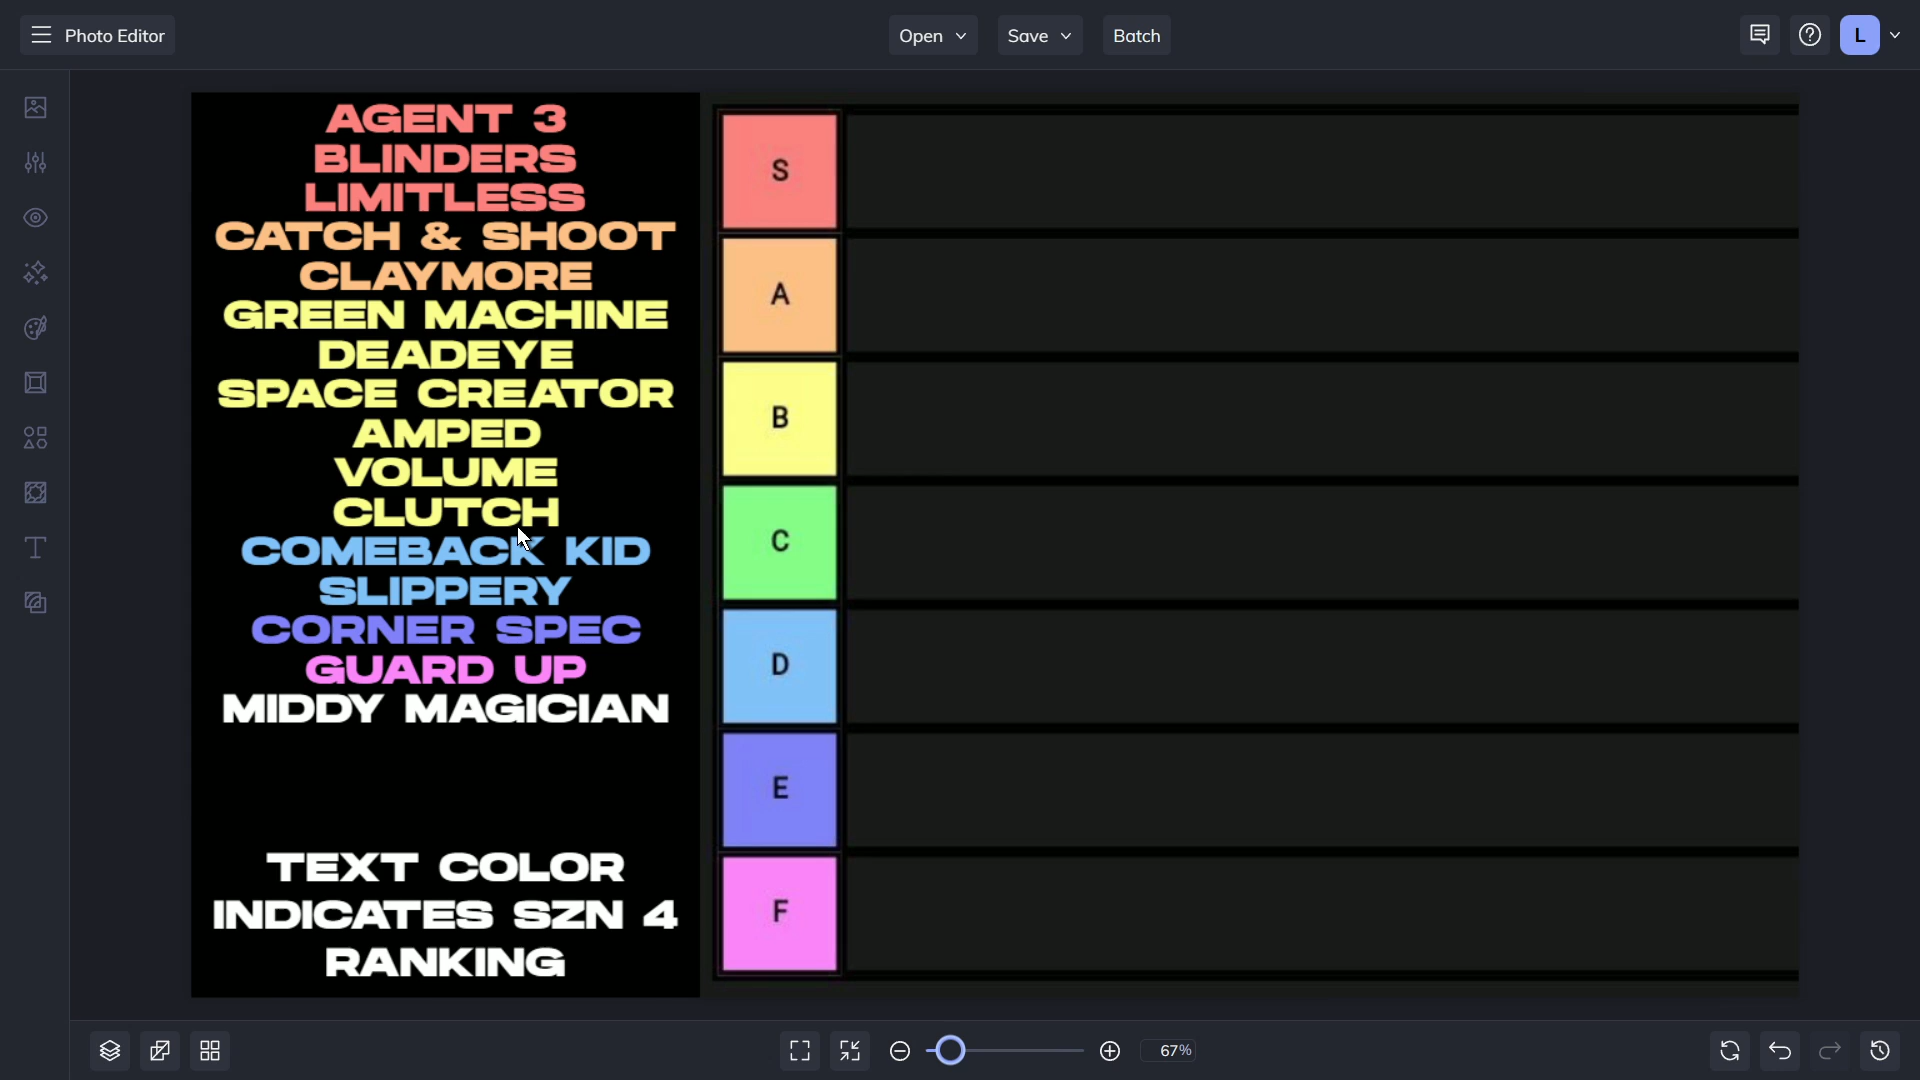 Photo Editor
Open
Save
Batch
L
AGENT 3
BLINDERS
LIMITLESS
CATCH & SHOOT
CLAYMORE
GREEN MACHINE
DEADEYE
SPACE CREATOR
AMPED
VOLUME
CLUTCH
COMEBACK KID
SLIPPERY
CORNER SPEC
GUARD UP
MIDDY MAGICIAN
TEXT COLOR
INDICATES SZN 4
RANKING
S
A
B
C
D
E
F
67%